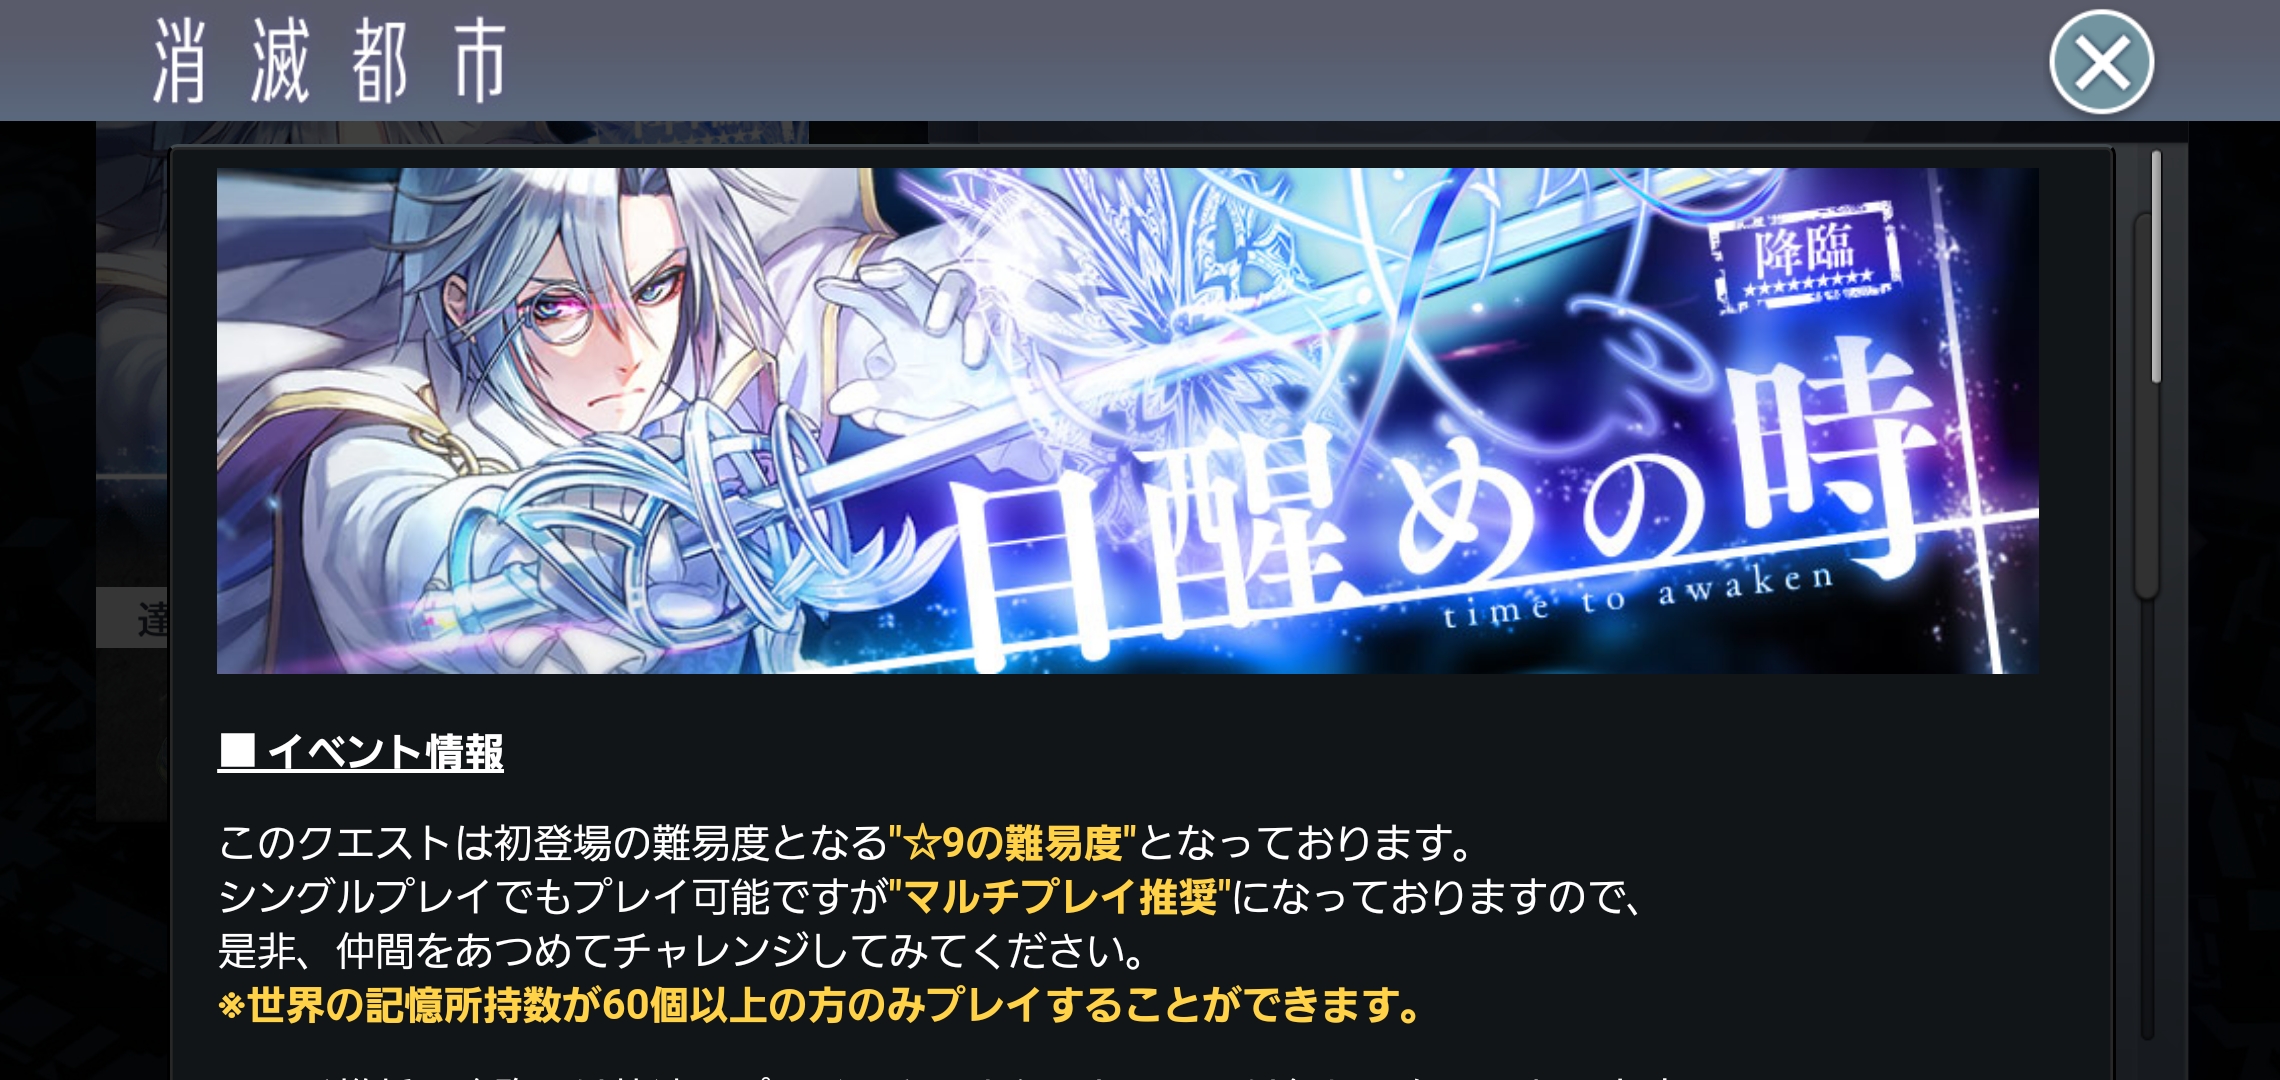 消滅都市
降臨
★★★★★★★★★
目醒めの時
time to awaken
達
■ イベント情報
このクエストは初登場の難易度となる"☆9の難易度"となっております。
シングルプレイでもプレイ可能ですが"マルチプレイ推奨"になっておりますので、
是非、仲間をあつめてチャレンジしてみてください。
※世界の記憶所持数が60個以上の方のみプレイすることができます。